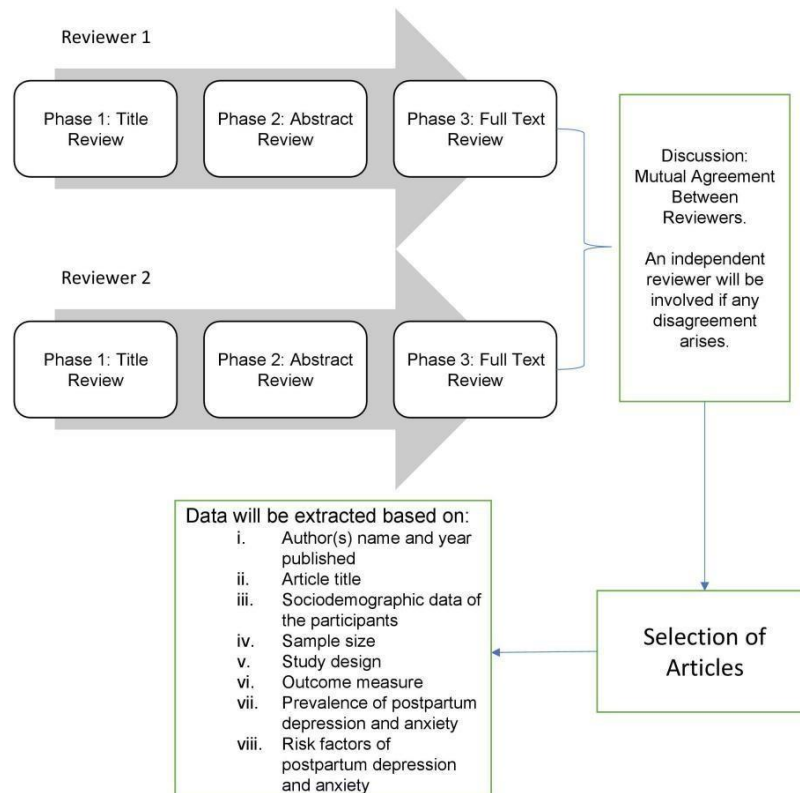 Reviewer 1
Phase 1: Title
Review
Phase 2: Abstract
Review
Phase 3: Full Text
Review
Reviewer 2
Phase 1: Title
Review
Phase 2: Abstract
Review
Phase 3: Full Text
Review
Discussion:
Mutual Agreement
Between
Reviewers.
An independent
reviewer will be
involved if any
disagreement
arises.
Selection of
Articles
Data will be extracted based on:
i. Author(s) name and year
published
ii. Article title
iii. Sociodemographic data of
the participants
iv. Sample size
v. Study design
vi. Outcome measure
vii. Prevalence of postpartum
depression and anxiety
viii. Risk factors of
postpartum depression
and anxiety